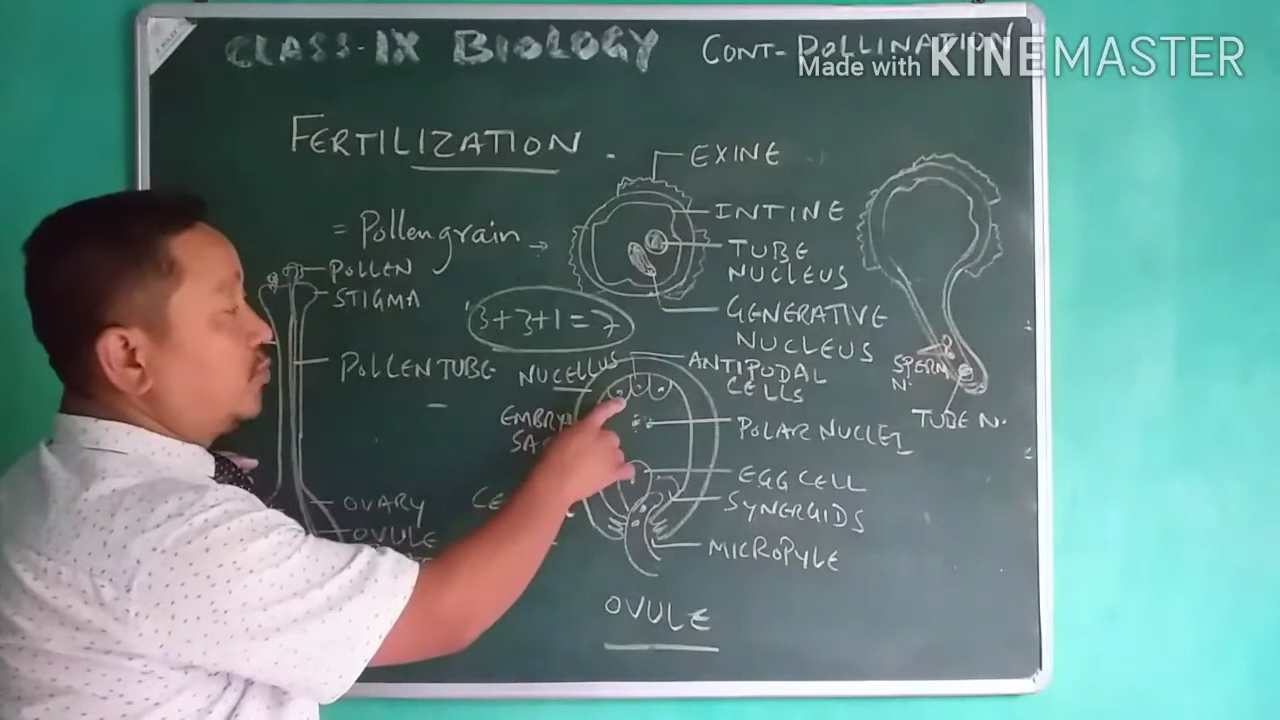 CLASS-IX BIOLOGY CONT-POLLINATION
Made with KINEMASTER
FERTILIZATION
= Pollengrain
EXINE
INTINE
TUBE
NUCLEUS
GENERATIVE
NUCLEUS
POLLEN
STIGMA
POLLEN TUBE
3+3+1=7
NUCELLUS
ANTIPODAL
CELLS
POLAR NUCLEI
EGG CELL
SYNERGIDS
MICROPYLE
OVULE
SPERM
N.
TUBE N.
OVARY
OVULE